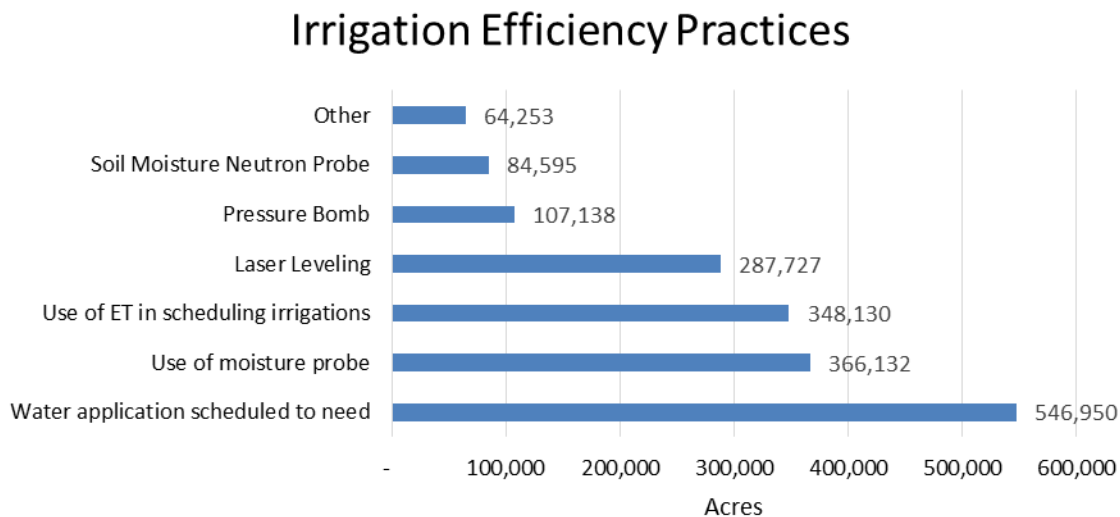 Irrigation Efficiency Practices
Other 64,253
Soil Moisture Neutron Probe 84,595
Pressure Bomb 107,138
Laser Leveling 287,727
Use of ET in scheduling irrigations 348,130
Use of moisture probe 366,132
Water application scheduled to need 546,950
- 100,000 200,000 300,000 400,000 500,000 600,000
Acres